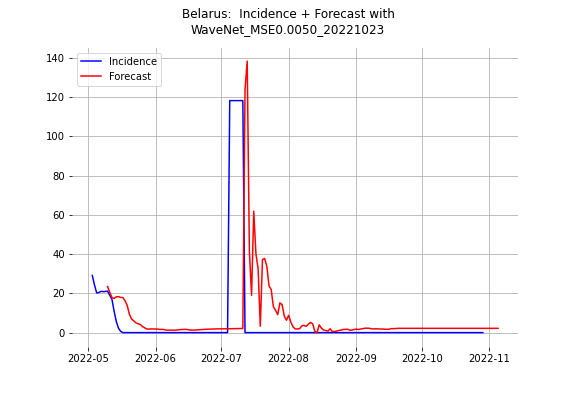 Belarus:  Incidence + Forecast with
WaveNet_MSE0.0050_20221023
Incidence
Forecast
140
120
100
80
60
40
20
0
2022-05 2022-06 2022-07 2022-08 2022-09 2022-10 2022-11